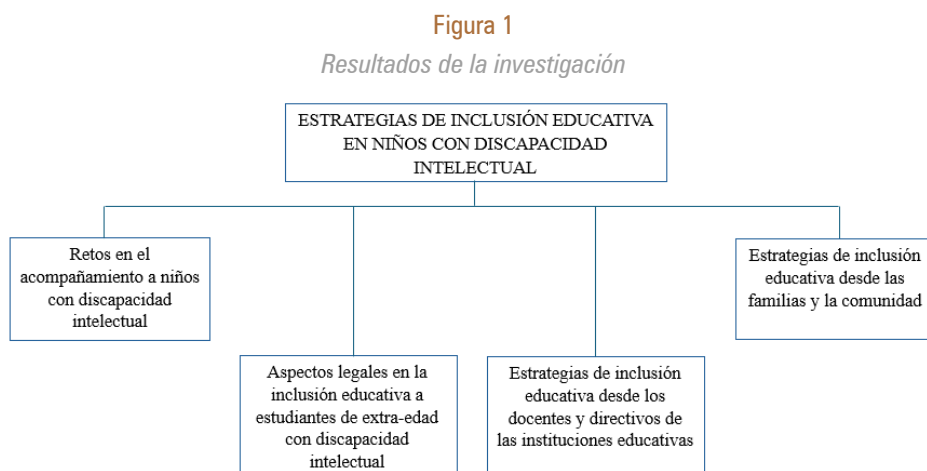 Figura 1
Resultados de la investigación
ESTRATEGIAS DE INCLUSIÓN EDUCATIVA
EN NIÑOS CON DISCAPACIDAD
INTELECTUAL
Retos en el
acompañamiento a niños
con discapacidad
intelectual
Aspectos legales en la
inclusión educativa a
estudiantes de extra-edad
con discapacidad
intelectual
Estrategias de inclusión
educativa desde los
docentes y directivos de
las instituciones educativas
Estrategias de inclusión
educativa desde las
familias y la comunidad